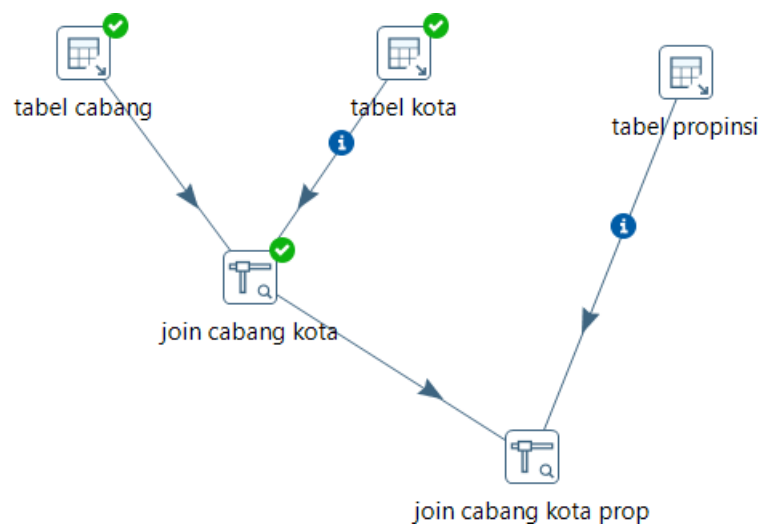 tabel cabang
tabel kota
tabel propinsi
join cabang kota
join cabang kota prop